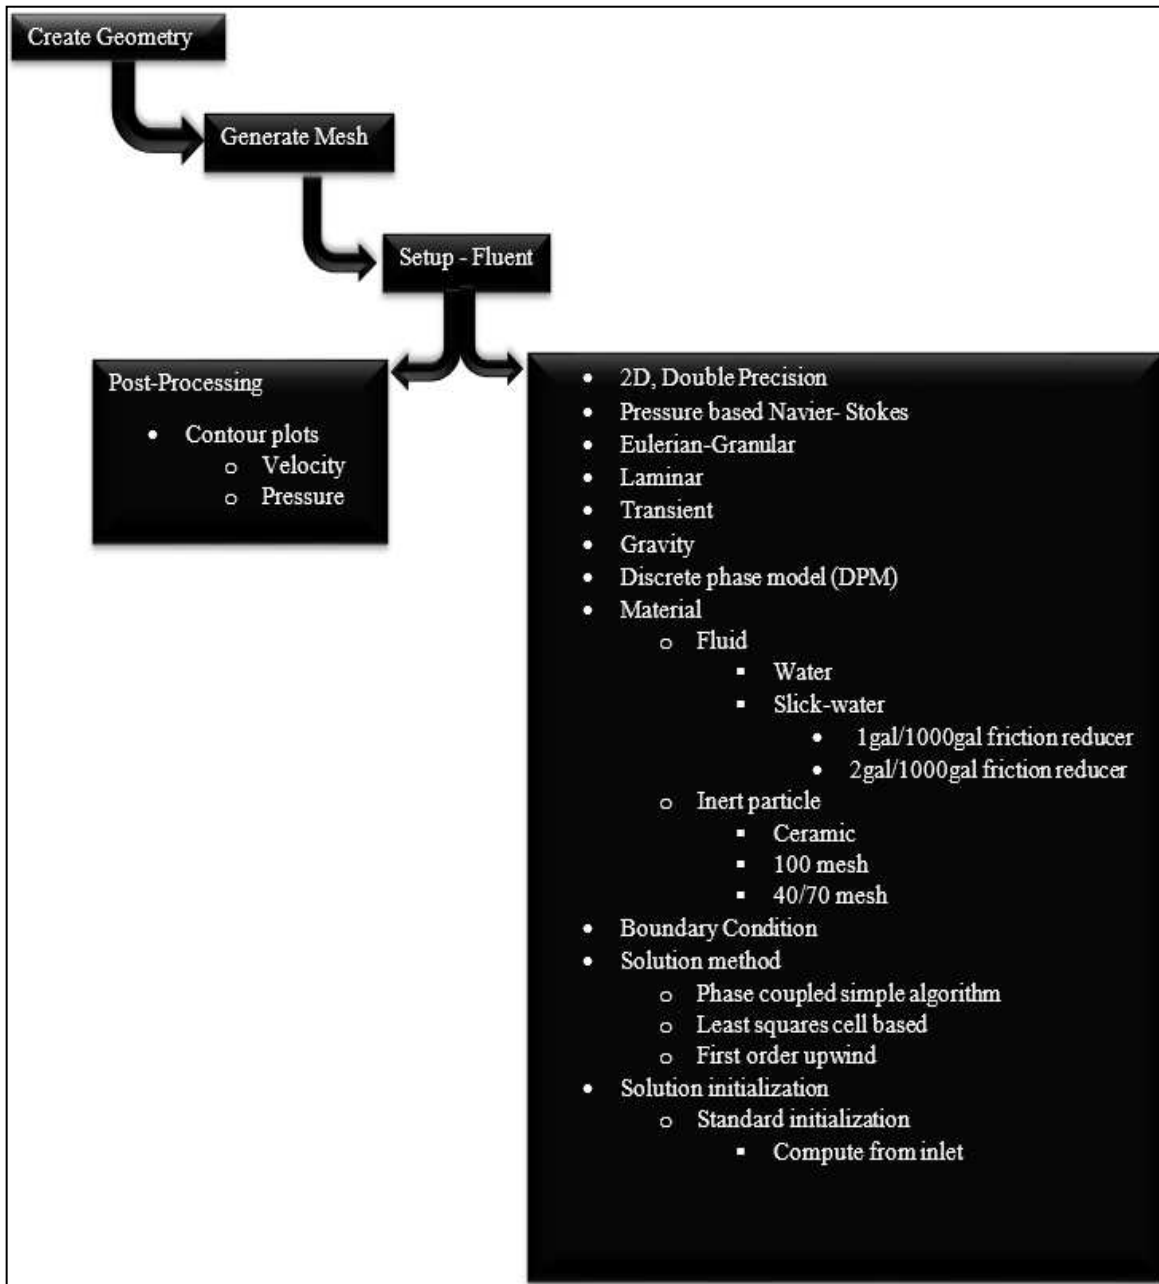 Create Geometry
Generate Mesh
Setup - Fluent
Post-Processing
• Contour plots
o Velocity
o Pressure
• 2D, Double Precision
• Pressure based Navier- Stokes
• Eulerian-Granular
• Laminar
• Transient
• Gravity
• Discrete phase model (DPM)
• Material
o Fluid
▪ Water
▪ Slick-water
• 1gal/1000gal friction reducer
• 2gal/1000gal friction reducer
o Inert particle
▪ Ceramic
▪ 100 mesh
▪ 40/70 mesh
• Boundary Condition
• Solution method
o Phase coupled simple algorithm
o Least squares cell based
o First order upwind
• Solution initialization
o Standard initialization
▪ Compute from inlet